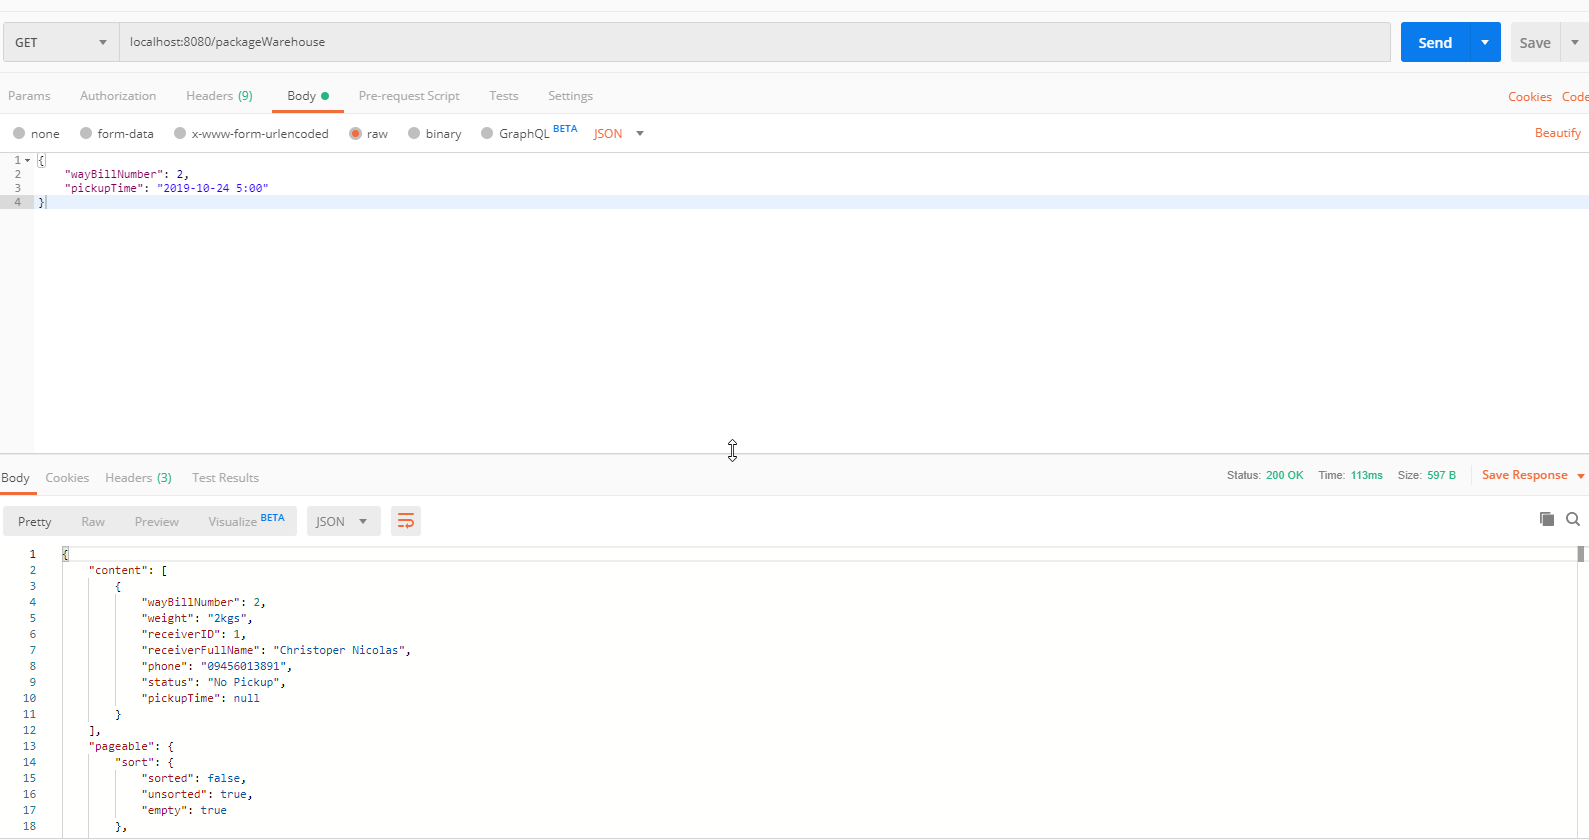 GET localhost:8080/packageWarehouse Send Save
Params Authorization Headers (9) Body Pre-request Script Tests Settings Cookies Code
none form-data x-www-form-urlencoded raw binary GraphQL BETA JSON Beautify
1 {
2 "wayBillNumber": 2,
3 "pickupTime": "2019-10-24 5:00"
4 }
Body Cookies Headers (3) Test Results Status: 200 OK Time: 113ms Size: 597 B Save Response
Pretty Raw Preview Visualize BETA JSON
1 {
2 "content": [
3 {
4 "wayBillNumber": 2,
5 "weight": "2kgs",
6 "receiverID": 1,
7 "receiverFullName": "Christoper Nicolas",
8 "phone": "09456013891",
9 "status": "No Pickup",
10 "pickupTime": null
11 }
12 ],
13 "pageable": {
14 "sort": {
15 "sorted": false,
16 "unsorted": true,
17 "empty": true
18 },